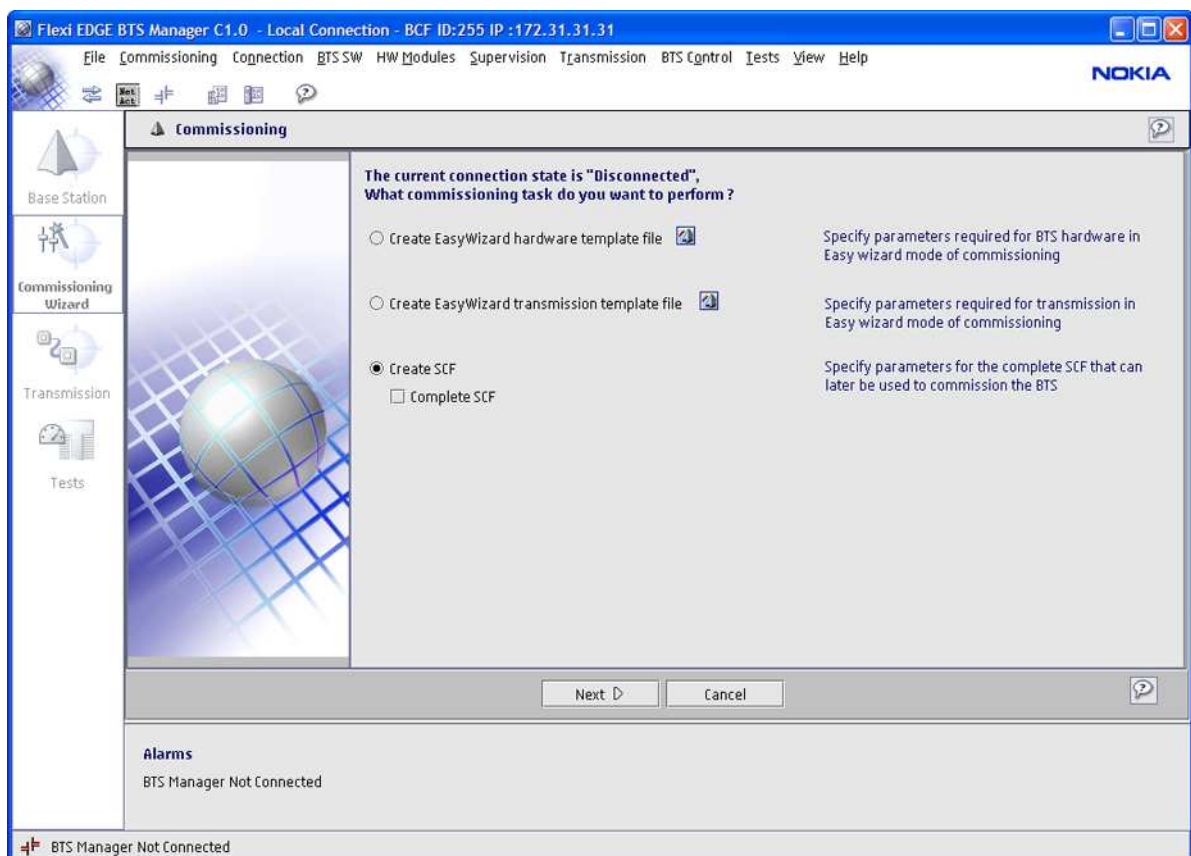 Flexi EDGE BTS Manager C1.0 - Local Connection - BCF ID:255 IP :172.31.31.31
File Commissioning Connection BTS SW HW Modules Supervision Transmission BTS Control Tests View Help
NOKIA
Net
Act
Commissioning
Base Station
Commissioning
Wizard
Transmission
Tests
The current connection state is "Disconnected",
What commissioning task do you want to perform ?
Create EasyWizard hardware template file
Specify parameters required for BTS hardware in
Easy wizard mode of commissioning
Create EasyWizard transmission template file
Specify parameters required for transmission in
Easy wizard mode of commissioning
Create SCF
Specify parameters for the complete SCF that can
later be used to commission the BTS
Complete SCF
Next
Cancel
Alarms
BTS Manager Not Connected
BTS Manager Not Connected